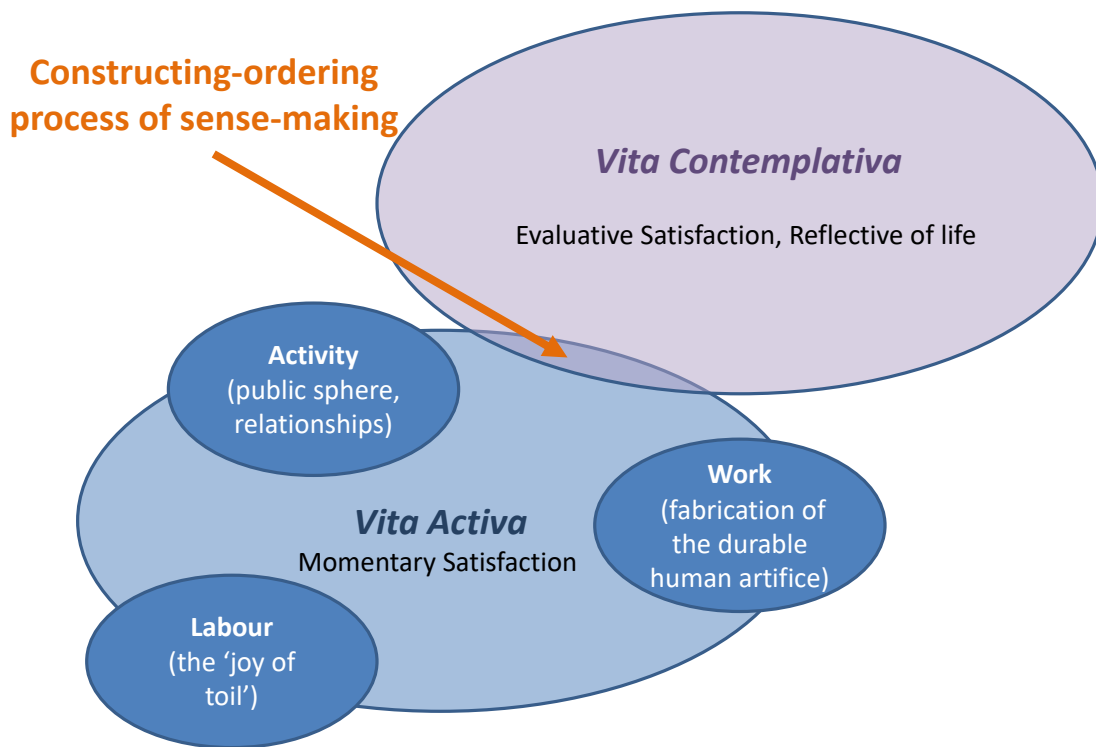 Constructing-ordering
process of sense-making
Vita Contemplativa
Evaluative Satisfaction, Reflective of life
Activity
(public sphere,
relationships)
Work
(fabrication of
the durable
human artifice)
Vita Activa
Momentary Satisfaction
Labour
(the ‘joy of
toil’)